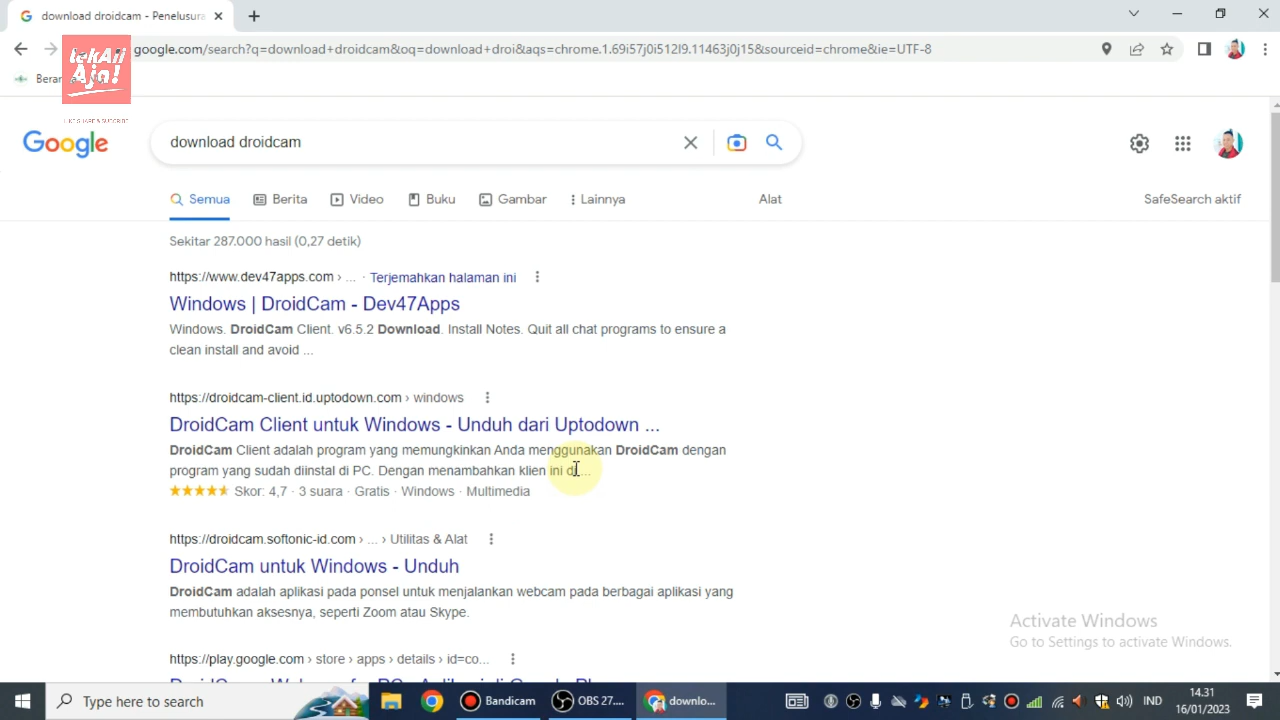 download droidcam - Penelusura
google.com/search?q=download+droidcam&oq=download+droi&aqs=chrome.1.69i57j0i512l9.11463j0j15&sourceid=chrome&ie=UTF-8
lekAli
Aja!
Google
download droidcam
Semua
Berita
Video
Buku
Gambar
Lainnya
Alat
SafeSearch aktif
Sekitar 287.000 hasil (0,27 detik)
https://www.dev47apps.com › ... · Terjemahkan halaman ini
Windows | DroidCam - Dev47Apps
Windows. DroidCam Client. v6.5.2 Download. Install Notes. Quit all chat programs to ensure a
clean install and avoid ...
https://droidcam-client.id.uptodown.com › windows
DroidCam Client untuk Windows - Unduh dari Uptodown ...
DroidCam Client adalah program yang memungkinkan Anda menggunakan DroidCam dengan
program yang sudah diinstal di PC. Dengan menambahkan klien ini di ...
Skor: 4,7 · 3 suara · Gratis · Windows · Multimedia
https://droidcam.softonic-id.com › ... › Utilitas & Alat
DroidCam untuk Windows - Unduh
DroidCam adalah aplikasi pada ponsel untuk menjalankan webcam pada berbagai aplikasi yang
membutuhkan aksesnya, seperti Zoom atau Skype.
https://play.google.com › store › apps › details › id=co...
Activate Windows
Go to Settings to activate Windows.
Type here to search
Bandicam
OBS 27....
downlo...
IND
14.31
16/01/2023